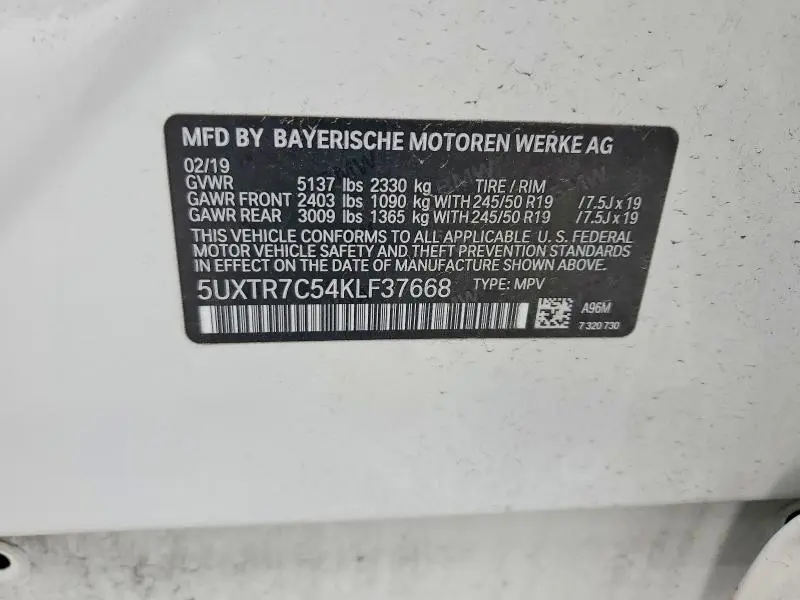 MFD BY BAYERISCHE MOTOREN WERKE AG
02/19
GVWR 5137 lbs 2330 kg TIRE / RIM
GAWR FRONT 2403 lbs 1090 kg WITH 245/50 R19 /7.5J x 19
GAWR REAR 3009 lbs 1365 kg WITH 245/50 R19 /7.5J x 19
THIS VEHICLE CONFORMS TO ALL APPLICABLE U. S. FEDERAL
MOTOR VEHICLE SAFETY AND THEFT PREVENTION STANDARDS
IN EFFECT ON THE DATE OF MANUFACTURE SHOWN ABOVE.
5UXTR7C54KLF37668 TYPE: MPV
A96M
7 320 730